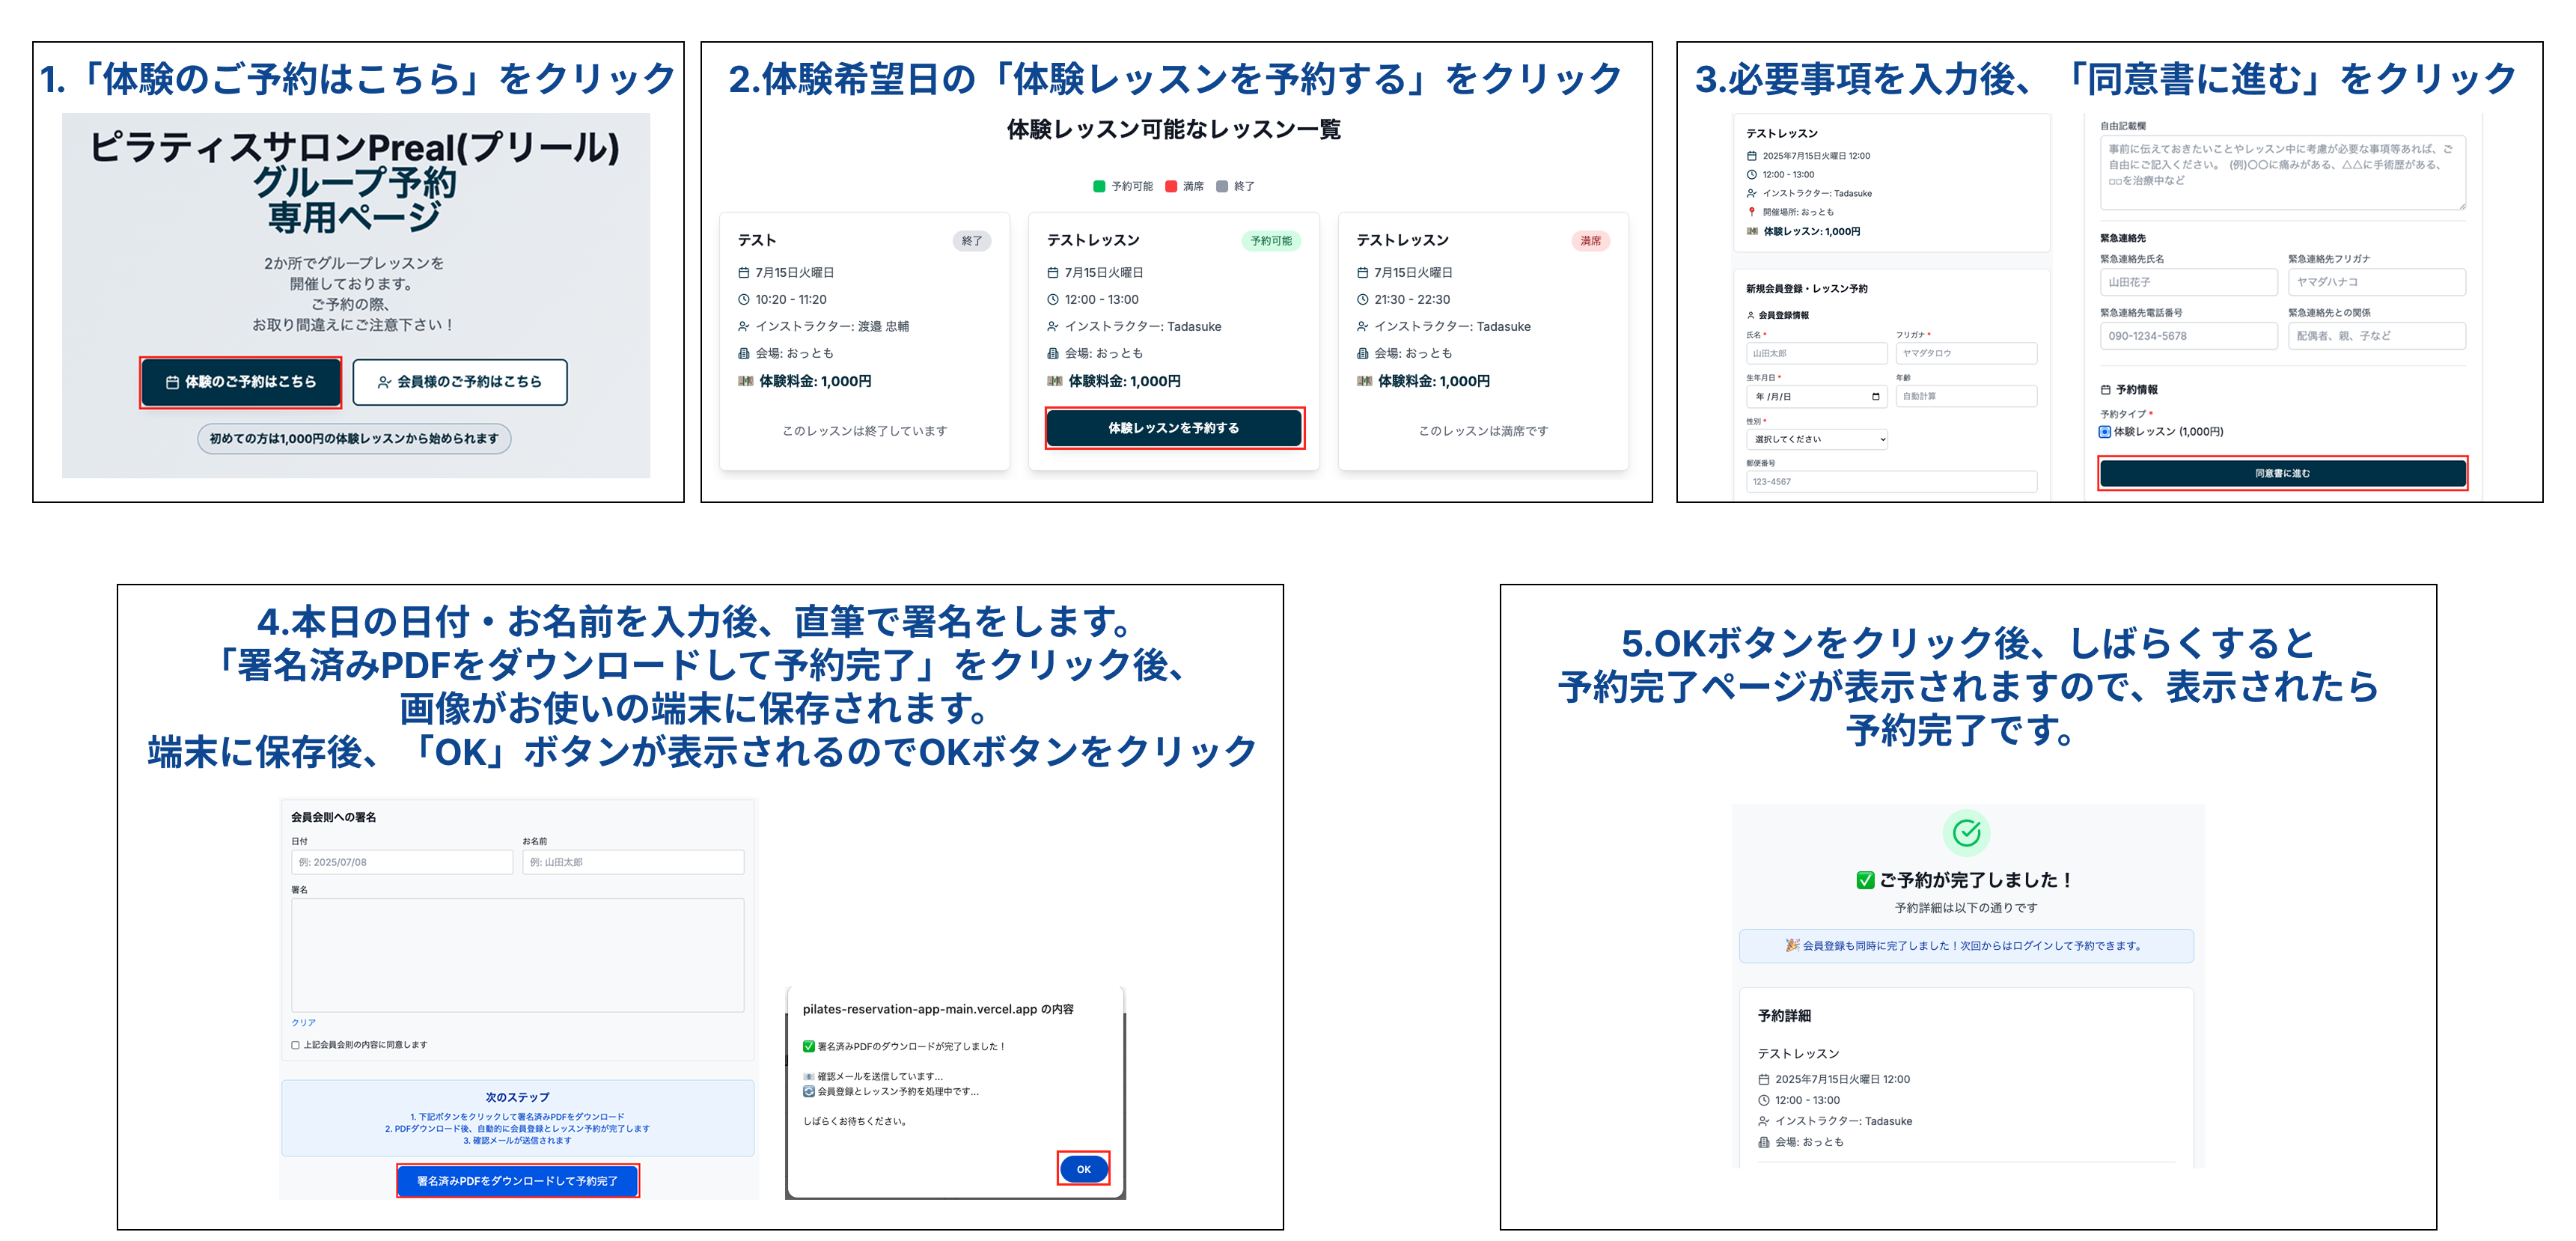 1.「体験のご予約はこちら」をクリック
ピラティスサロンPreal(プリール)
グループ予約
専用ページ
2か所でグループレッスンを
開催しております。
ご予約の際、
お取り間違えにご注意下さい！
体験のご予約はこちら
会員様のご予約はこちら
初めての方は1,000円の体験レッスンから始められます
2.体験希望日の「体験レッスンを予約する」をクリック
体験レッスン可能なレッスン一覧
予約可能 満席 終了
テスト 終了
7月15日火曜日
10:20 - 11:20
インストラクター: 渡邉 忠輔
会場: おっとも
体験料金: 1,000円
このレッスンは終了しています
テストレッスン 予約可能
7月15日火曜日
12:00 - 13:00
インストラクター: Tadasuke
会場: おっとも
体験料金: 1,000円
体験レッスンを予約する
テストレッスン 満席
7月15日火曜日
21:30 - 22:30
インストラクター: Tadasuke
会場: おっとも
体験料金: 1,000円
このレッスンは満席です
3.必要事項を入力後、「同意書に進む」をクリック
テストレッスン
2025年7月15日火曜日 12:00
12:00 - 13:00
インストラクター: Tadasuke
開催場所: おっとも
体験レッスン: 1,000円
新規会員登録・レッスン予約
会員登録情報
氏名 * フリガナ *
山田太郎 ヤマダタロウ
生年月日 * 年齢
年 /月/日 自動計算
性別 *
選択してください
郵便番号
123-4567
自由記載欄
事前に伝えておきたいことやレッスン中に考慮が必要な事項等あれば、ご
自由にご記入ください。 (例)〇〇に痛みがある、△△に手術歴がある、
□□を治療中など
緊急連絡先
緊急連絡先氏名 緊急連絡先フリガナ
山田花子 ヤマダハナコ
緊急連絡先電話番号 緊急連絡先との関係
090-1234-5678 配偶者、親、子など
予約情報
予約タイプ *
体験レッスン (1,000円)
同意書に進む
4.本日の日付・お名前を入力後、直筆で署名をします。
「署名済みPDFをダウンロードして予約完了」をクリック後、
画像がお使いの端末に保存されます。
端末に保存後、「OK」ボタンが表示されるのでOKボタンをクリック
会員会則への署名
日付 お名前
例: 2025/07/08 例: 山田太郎
署名
クリア
上記会員会則の内容に同意します
次のステップ
1. 下記ボタンをクリックして署名済みPDFをダウンロード
2. PDFダウンロード後、自動的に会員登録とレッスン予約が完了します
3. 確認メールが送信されます
署名済みPDFをダウンロードして予約完了
pilates-reservation-app-main.vercel.app の内容
✅ 署名済みPDFのダウンロードが完了しました！
📧 確認メールを送信しています...
🔄 会員登録とレッスン予約を処理中です...
しばらくお待ちください。
OK
5.OKボタンをクリック後、しばらくすると
予約完了ページが表示されますので、表示されたら
予約完了です。
✅ ご予約が完了しました！
予約詳細は以下の通りです
🎉 会員登録も同時に完了しました！次回からはログインして予約できます。
予約詳細
テストレッスン
2025年7月15日火曜日 12:00
12:00 - 13:00
インストラクター: Tadasuke
会場: おっとも